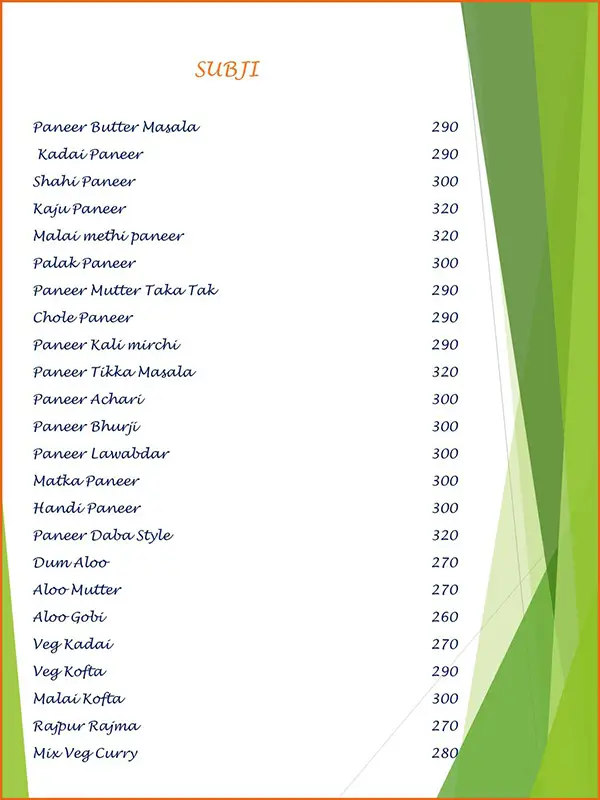 SUBJI
Paneer Butter Masala 290
Kadai Paneer 290
Shahi Paneer 300
Kaju Paneer 320
Malai methi paneer 320
Palak Paneer 300
Paneer Mutter Taka Tak 290
Chole Paneer 290
Paneer Kali mirchi 290
Paneer Tikka Masala 320
Paneer Achari 300
Paneer Bhurji 300
Paneer Lawabdar 300
Matka Paneer 300
Handi Paneer 300
Paneer Daba Style 320
Dum Aloo 270
Aloo Mutter 270
Aloo Gobi 260
Veg Kadai 270
Veg Kofta 290
Malai Kofta 300
Rajpur Rajma 270
Mix Veg Curry 280